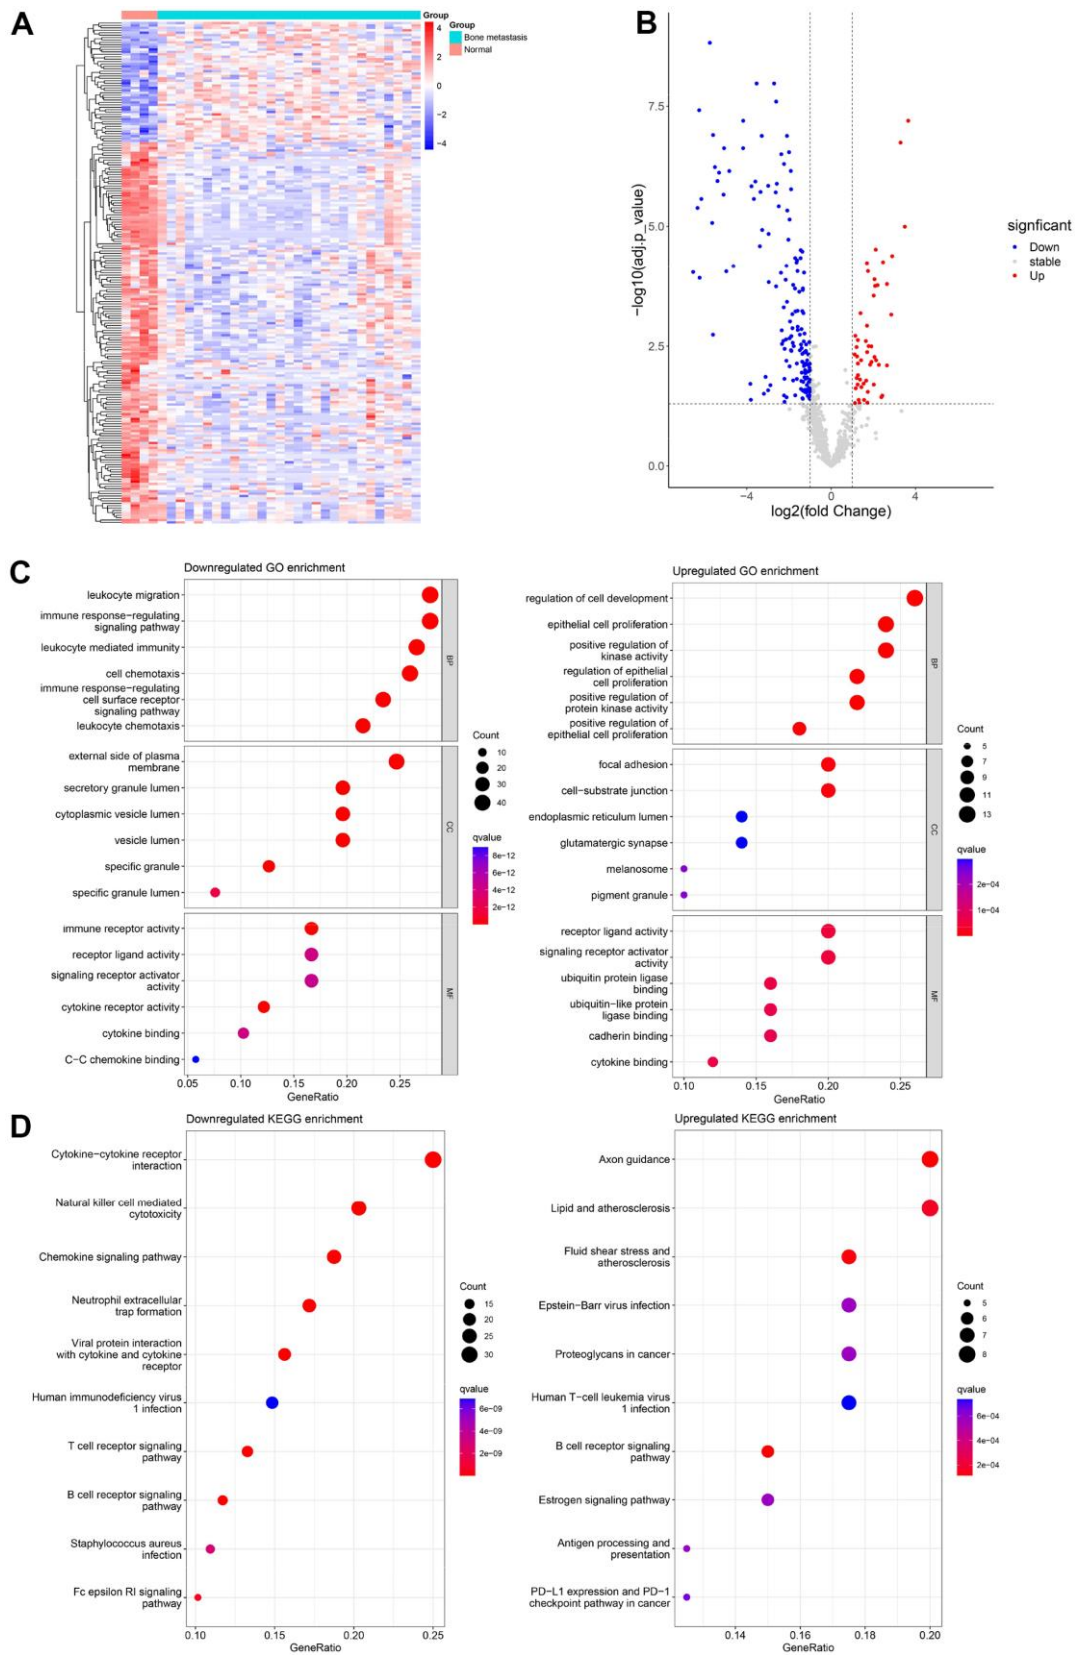 A
Group
4
2
0
−2
−4
Group
Bone metastasis
Normal
B
7.5
5.0
2.5
0.0
−log10(adj.p_value)
−4
0
4
log2(fold Change)
signficant
Down
stable
Up
C
Downregulated GO enrichment
leukocyte migration
immune response−regulating
signaling pathway
leukocyte mediated immunity
cell chemotaxis
immune response−regulating
cell surface receptor
signaling pathway
leukocyte chemotaxis
BP
external side of plasma
membrane
secretory granule lumen
cytoplasmic vesicle lumen
vesicle lumen
specific granule
specific granule lumen
CC
immune receptor activity
receptor ligand activity
signaling receptor activator
activity
cytokine receptor activity
cytokine binding
C−C chemokine binding
MF
0.05
0.10
0.15
0.20
0.25
GeneRatio
Count
10
20
30
40
qvalue
8e−12
6e−12
4e−12
2e−12
Upregulated GO enrichment
regulation of cell development
epithelial cell proliferation
positive regulation of
kinase activity
regulation of epithelial
cell proliferation
positive regulation of
protein kinase activity
positive regulation of
epithelial cell proliferation
BP
focal adhesion
cell−substrate junction
endoplasmic reticulum lumen
glutamatergic synapse
melanosome
pigment granule
CC
receptor ligand activity
signaling receptor activator
activity
ubiquitin protein ligase
binding
ubiquitin−like protein
ligase binding
cadherin binding
cytokine binding
MF
0.10
0.15
0.20
0.25
GeneRatio
Count
5
7
9
11
13
qvalue
2e−04
1e−04
D
Downregulated KEGG enrichment
Cytokine−cytokine receptor
interaction
Natural killer cell mediated
cytotoxicity
Chemokine signaling pathway
Neutrophil extracellular
trap formation
Viral protein interaction
with cytokine and cytokine
receptor
Human immunodeficiency virus
1 infection
T cell receptor signaling
pathway
B cell receptor signaling
pathway
Staphylococcus aureus
infection
Fc epsilon RI signaling
pathway
0.10
0.15
0.20
0.25
GeneRatio
Count
15
20
25
30
qvalue
6e−09
4e−09
2e−09
Upregulated KEGG enrichment
Axon guidance
Lipid and atherosclerosis
Fluid shear stress and
atherosclerosis
Epstein−Barr virus infection
Proteoglycans in cancer
Human T−cell leukemia virus
1 infection
B cell receptor signaling
pathway
Estrogen signaling pathway
Antigen processing and
presentation
PD−L1 expression and PD−1
checkpoint pathway in cancer
0.14
0.16
0.18
0.20
GeneRatio
Count
5
6
7
8
qvalue
6e−04
4e−04
2e−04